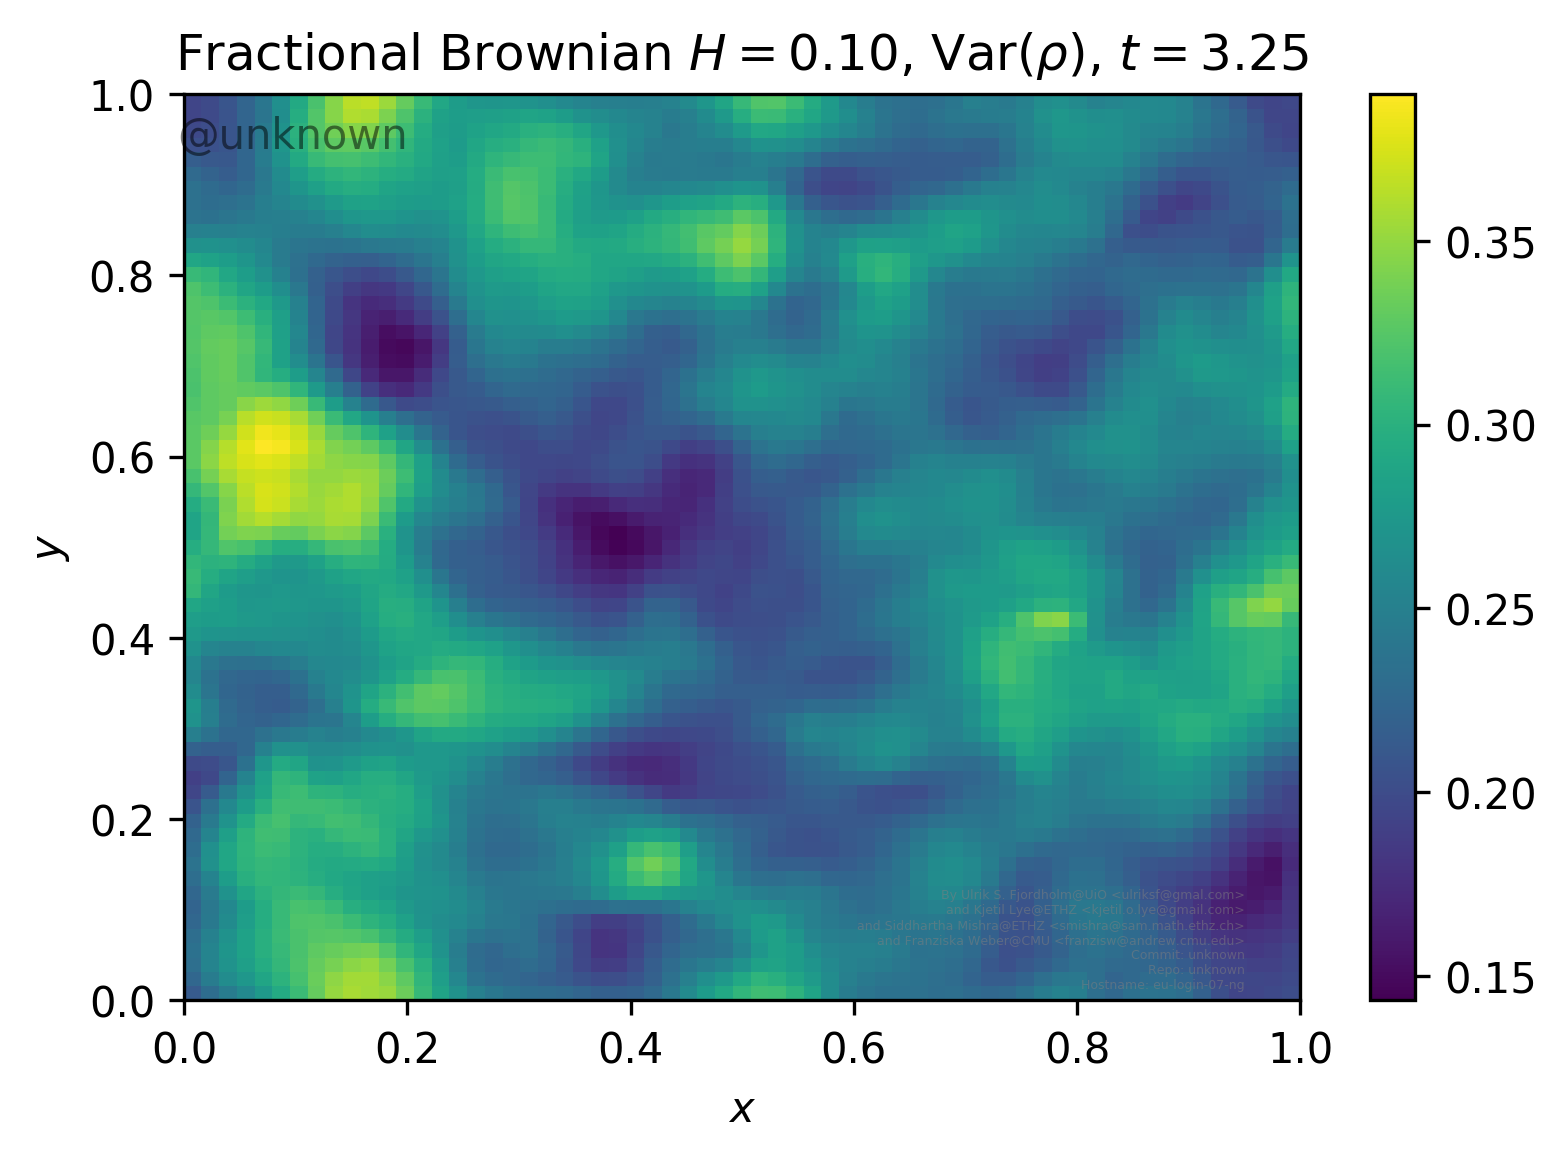 Fractional Brownian H = 0.10, Var(ρ), t = 3.25
1.0
@unknown
0.8
0.6
0.4
0.2
0.0
y
0.0 0.2 0.4 0.6 0.8 1.0
x
0.35
0.30
0.25
0.20
0.15
By Ulrik S. Fjordholm@UiO <ulriksf@gmal.com>
and Kjetil Lye@ETHZ <kjetil.o.lye@gmail.com>
and Siddhartha Mishra@ETHZ <smishra@sam.math.ethz.ch>
and Franziska Weber@CMU <franzisw@andrew.cmu.edu>
Commit: unknown
Repo: unknown
Hostname: eu-login-07-ng